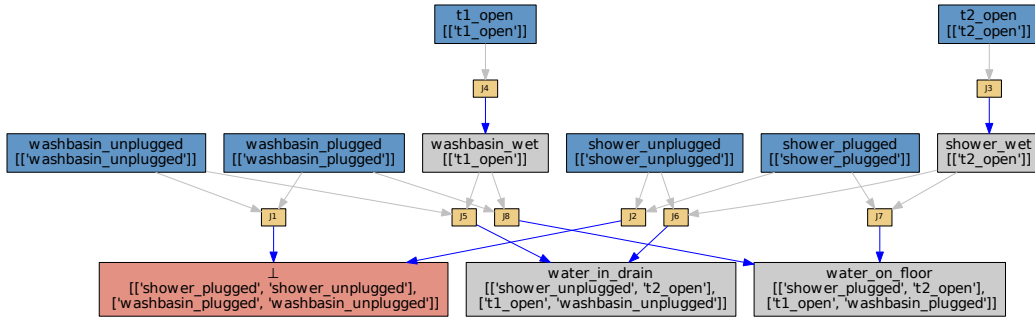 t1_open
[['t1_open']]
t2_open
[['t2_open']]
J4
J3
washbasin_unplugged
[['washbasin_unplugged']]
washbasin_plugged
[['washbasin_plugged']]
washbasin_wet
[['t1_open']]
shower_unplugged
[['shower_unplugged']]
shower_plugged
[['shower_plugged']]
shower_wet
[['t2_open']]
J1
J5
J8
J2
J6
J7
⊥
[['shower_plugged', 'shower_unplugged'],
['washbasin_plugged', 'washbasin_unplugged']]
water_in_drain
[['shower_unplugged', 't2_open'],
['t1_open', 'washbasin_unplugged']]
water_on_floor
[['shower_plugged', 't2_open'],
['t1_open', 'washbasin_plugged']]